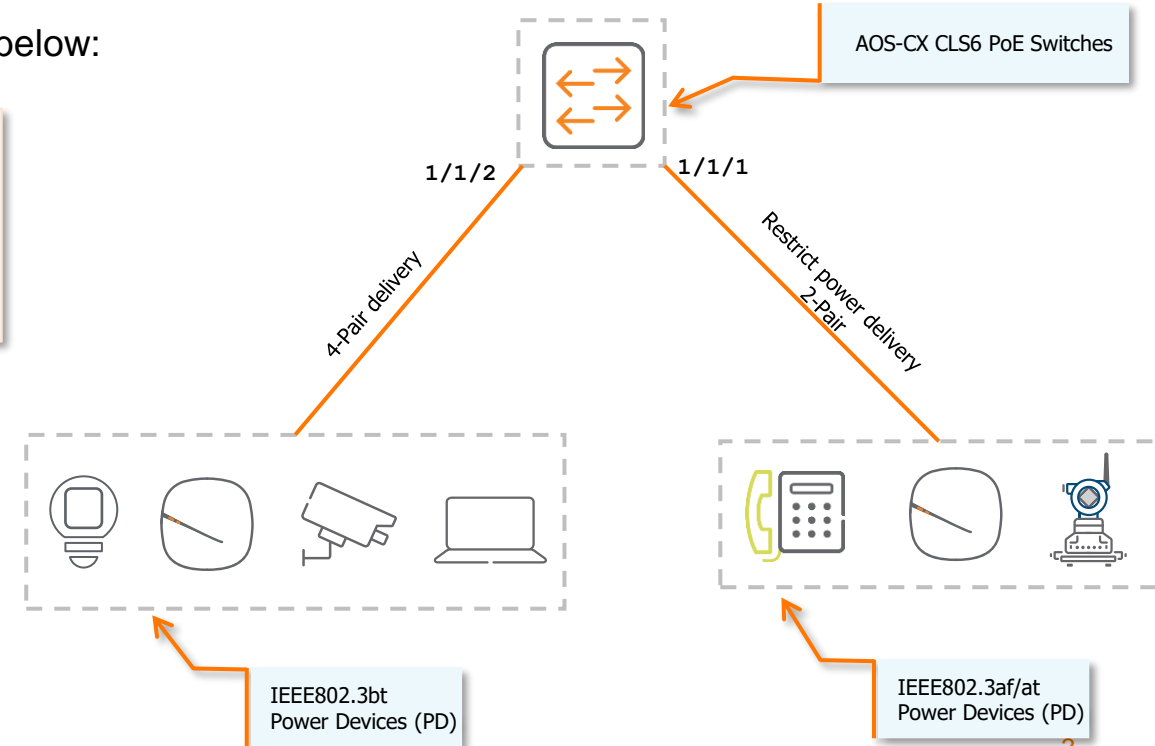 below:
AOS-CX CLS6 PoE Switches
1/1/2
1/1/1
4-Pair delivery
Restrict power delivery
2-Pair
IEEE802.3bt
Power Devices (PD)
IEEE802.3af/at
Power Devices (PD)